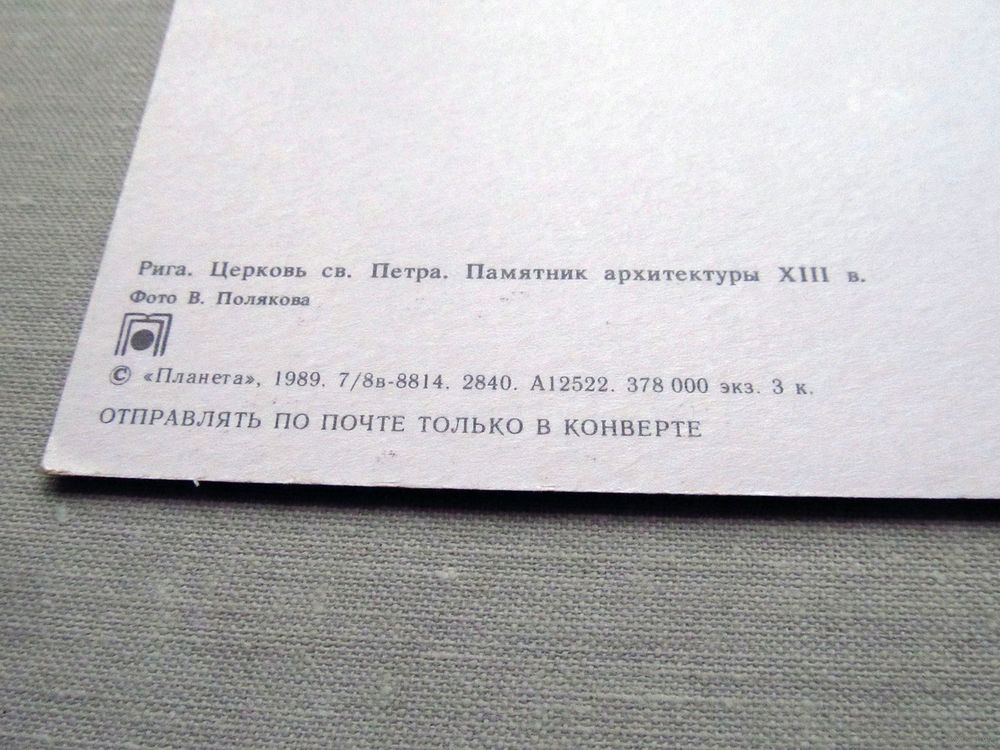 Рига. Церковь св. Петра. Памятник архитектуры XIII в.
Фото В. Полякова
© «Планета», 1989. 7/8в-8814. 2840. А12522. 378 000 экз. 3 к.
ОТПРАВЛЯТЬ ПО ПОЧТЕ ТОЛЬКО В КОНВЕРТЕ